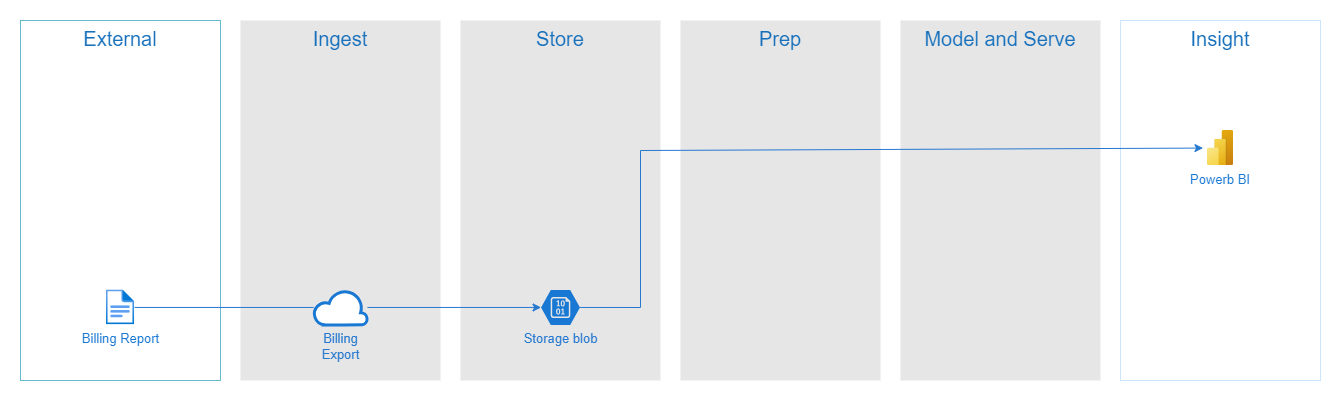 External
Ingest
Store
Prep
Model and Serve
Insight
Powerb BI
10
01
Billing Report
Billing
Export
Storage blob